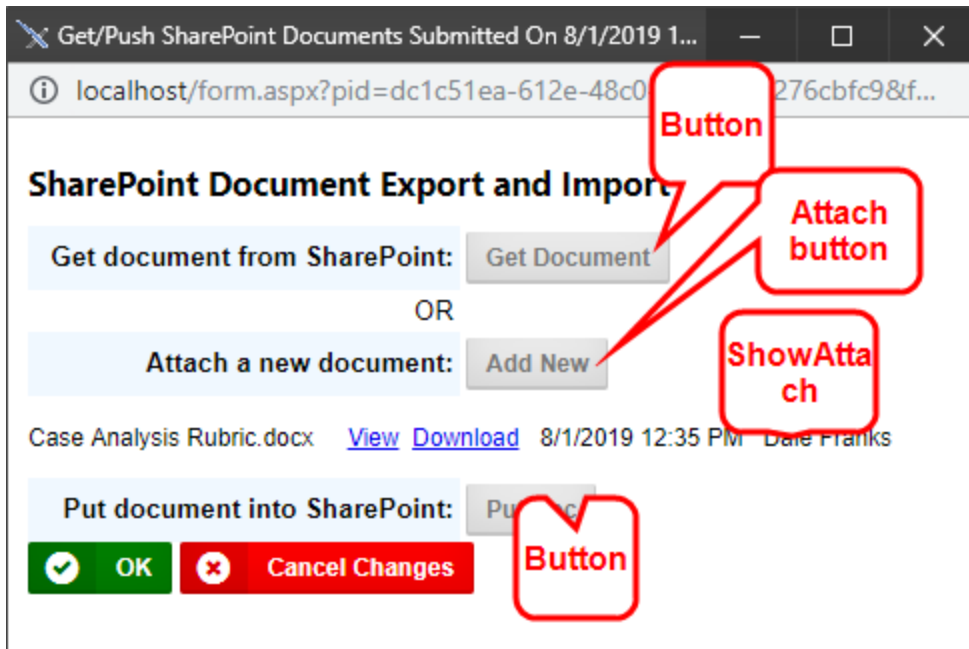 Get/Push SharePoint Documents Submitted On 8/1/2019 1...
localhost/form.aspx?pid=dc1c51ea-612e-48c0 276cbfc9&f...
Button
SharePoint Document Export and Import
Attach
button
Get document from SharePoint: Get Document
OR
Attach a new document: Add New
ShowAtta
ch
Case Analysis Rubric.docx View Download 8/1/2019 12:35 PM Dale Franks
Put document into SharePoint:
Button
OK Cancel Changes